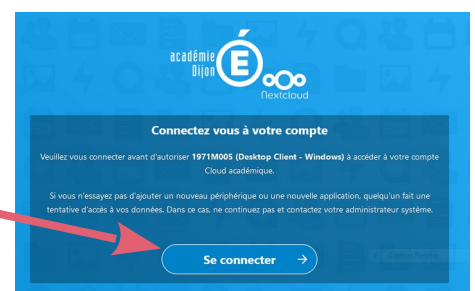 académie
Dijon
É
nextcloud
Connectez vous à votre compte
Veuillez vous connecter avant d'autoriser 1971M005 (Desktop Client - Windows) à accéder à votre compte
Cloud académique.
Si vous n'essayez pas d'ajouter un nouveau périphérique ou une nouvelle application, quelqu'un fait une
tentative d'accès à vos données. Dans ce cas, ne continuez pas et contactez votre administrateur système.
Se connecter →